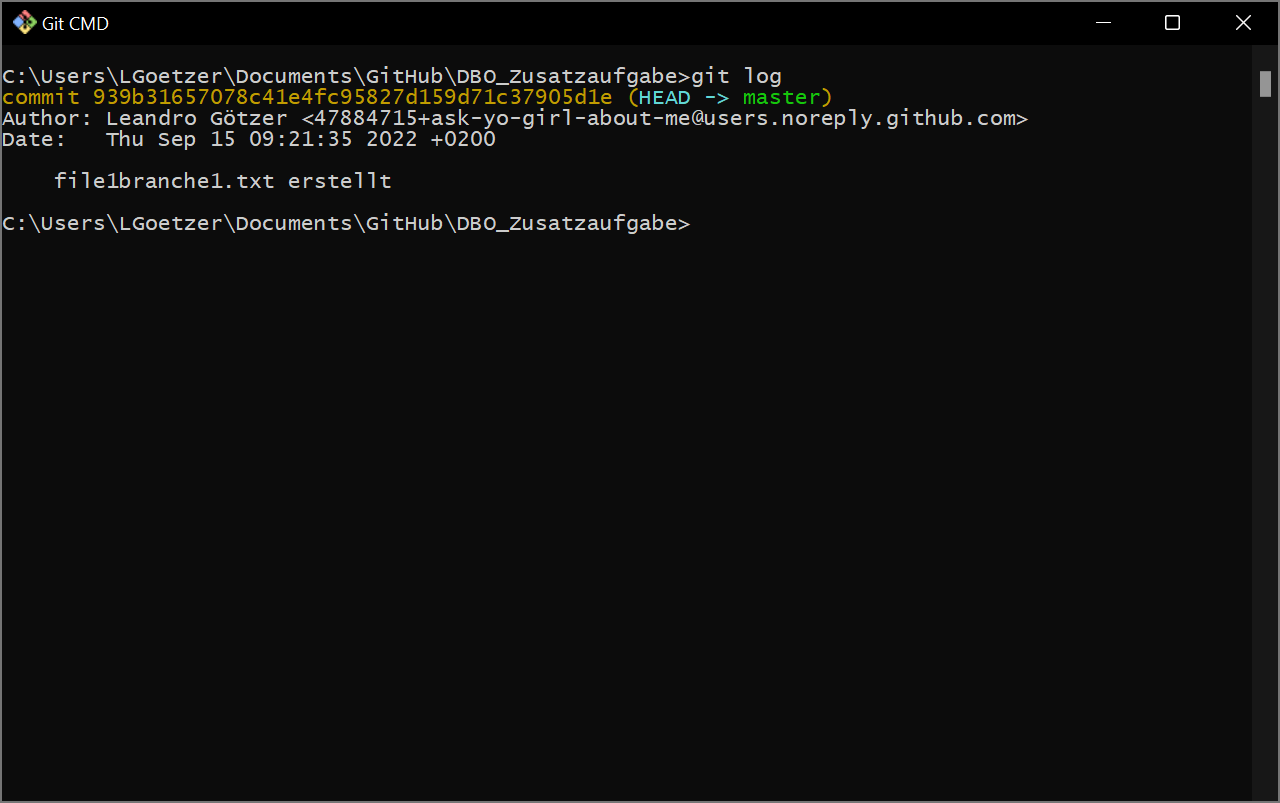 Git CMD
C:\Users\LGoetzer\Documents\GitHub\DBO_Zusatzaufgabe>git log
commit 939b31657078c41e4fc95827d159d71c37905d1e (HEAD -> master)
Author: Leandro Götzer <47884715+ask-yo-girl-about-me@users.noreply.github.com>
Date:   Thu Sep 15 09:21:35 2022 +0200
    file1branche1.txt erstellt
C:\Users\LGoetzer\Documents\GitHub\DBO_Zusatzaufgabe>